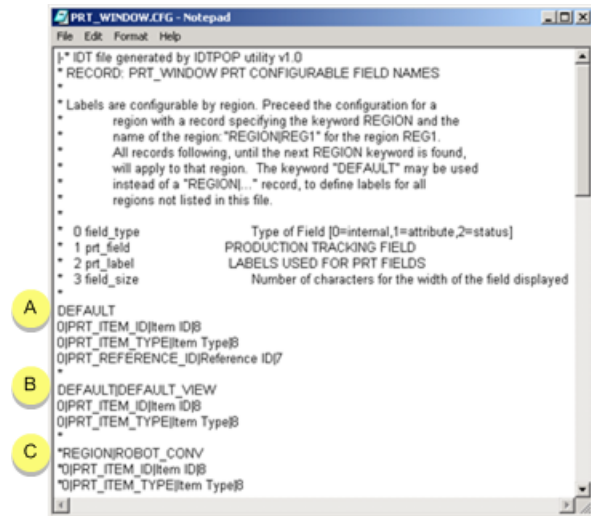 PRT_WINDOW.CFG - Notepad
File Edit Format Help
|-* IDT file generated by IDTPOP utility v1.0
* RECORD: PRT_WINDOW PRT CONFIGURABLE FIELD NAMES
*
* Labels are configurable by region. Preceed the configuration for a
* region with a record specifying the keyword REGION and the
* name of the region: "REGION|REG1" for the region REG1.
* All records following, until the next REGION keyword is found,
* will apply to that region. The keyword "DEFAULT" may be used
* instead of a "REGION|..." record, to define labels for all
* regions not listed in this file.
*
* 0 field_type Type of Field [0=internal,1=attribute,2=status]
* 1 prt_field PRODUCTION TRACKING FIELD
* 2 prt_label LABELS USED FOR PRT FIELDS
* 3 field_size Number of characters for the width of the field displayed
*
A
DEFAULT
0|PRT_ITEM_ID|Item ID|8
0|PRT_ITEM_TYPE|Item Type|8
0|PRT_REFERENCE_ID|Reference ID|7
*
B
DEFAULT|DEFAULT_VIEW
0|PRT_ITEM_ID|Item ID|8
0|PRT_ITEM_TYPE|Item Type|8
*
C
*REGION|ROBOT_CONV
*0|PRT_ITEM_ID|Item ID|8
*0|PRT_ITEM_TYPE|Item Type|8